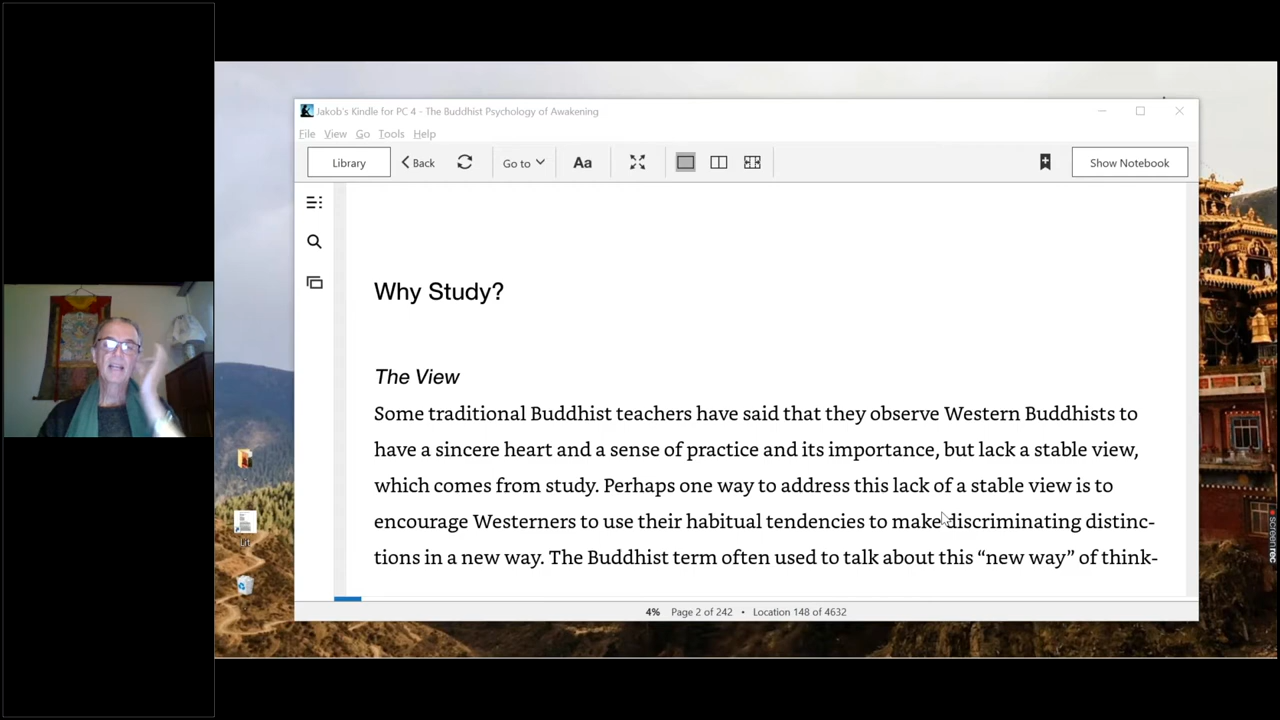 Jakob's Kindle for PC 4 - The Buddhist Psychology of Awakening
File View Go Tools Help
Library Back Go to Aa Show Notebook
Why Study?
The View
Some traditional Buddhist teachers have said that they observe Western Buddhists to
have a sincere heart and a sense of practice and its importance, but lack a stable view,
which comes from study. Perhaps one way to address this lack of a stable view is to
encourage Westerners to use their habitual tendencies to make discriminating distinc-
tions in a new way. The Buddhist term often used to talk about this “new way” of think-
4% Page 2 of 242 • Location 148 of 4632
Lit
screenrec